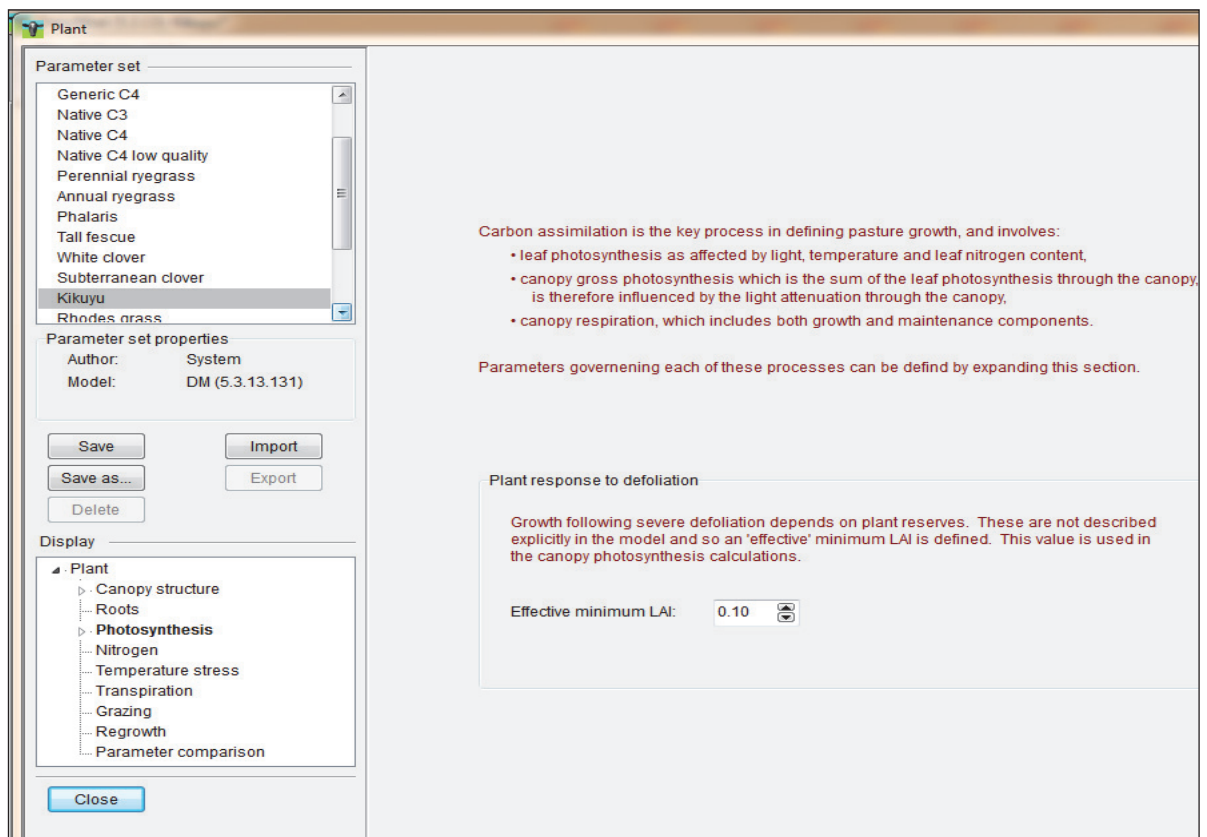 Plant
Parameter set
Generic C4
Native C3
Native C4
Native C4 low quality
Perennial ryegrass
Annual ryegrass
Phalaris
Tall fescue
White clover
Subterranean clover
Kikuyu
Rhodes grass
Parameter set properties
Author: System
Model: DM (5.3.13.131)
Save Import
Save as... Export
Delete
Display
Plant
Canopy structure
Roots
Photosynthesis
Nitrogen
Temperature stress
Transpiration
Grazing
Regrowth
Parameter comparison
Close
Carbon assimilation is the key process in defining pasture growth, and involves:
• leaf photosynthesis as affected by light, temperature and leaf nitrogen content,
• canopy gross photosynthesis which is the sum of the leaf photosynthesis through the canopy,
is therefore influenced by the light attenuation through the canopy,
• canopy respiration, which includes both growth and maintenance components.
Parameters governening each of these processes can be defind by expanding this section.
Plant response to defoliation
Growth following severe defoliation depends on plant reserves. These are not described
explicitly in the model and so an 'effective' minimum LAI is defined. This value is used in
the canopy photosynthesis calculations.
Effective minimum LAI: 0.10